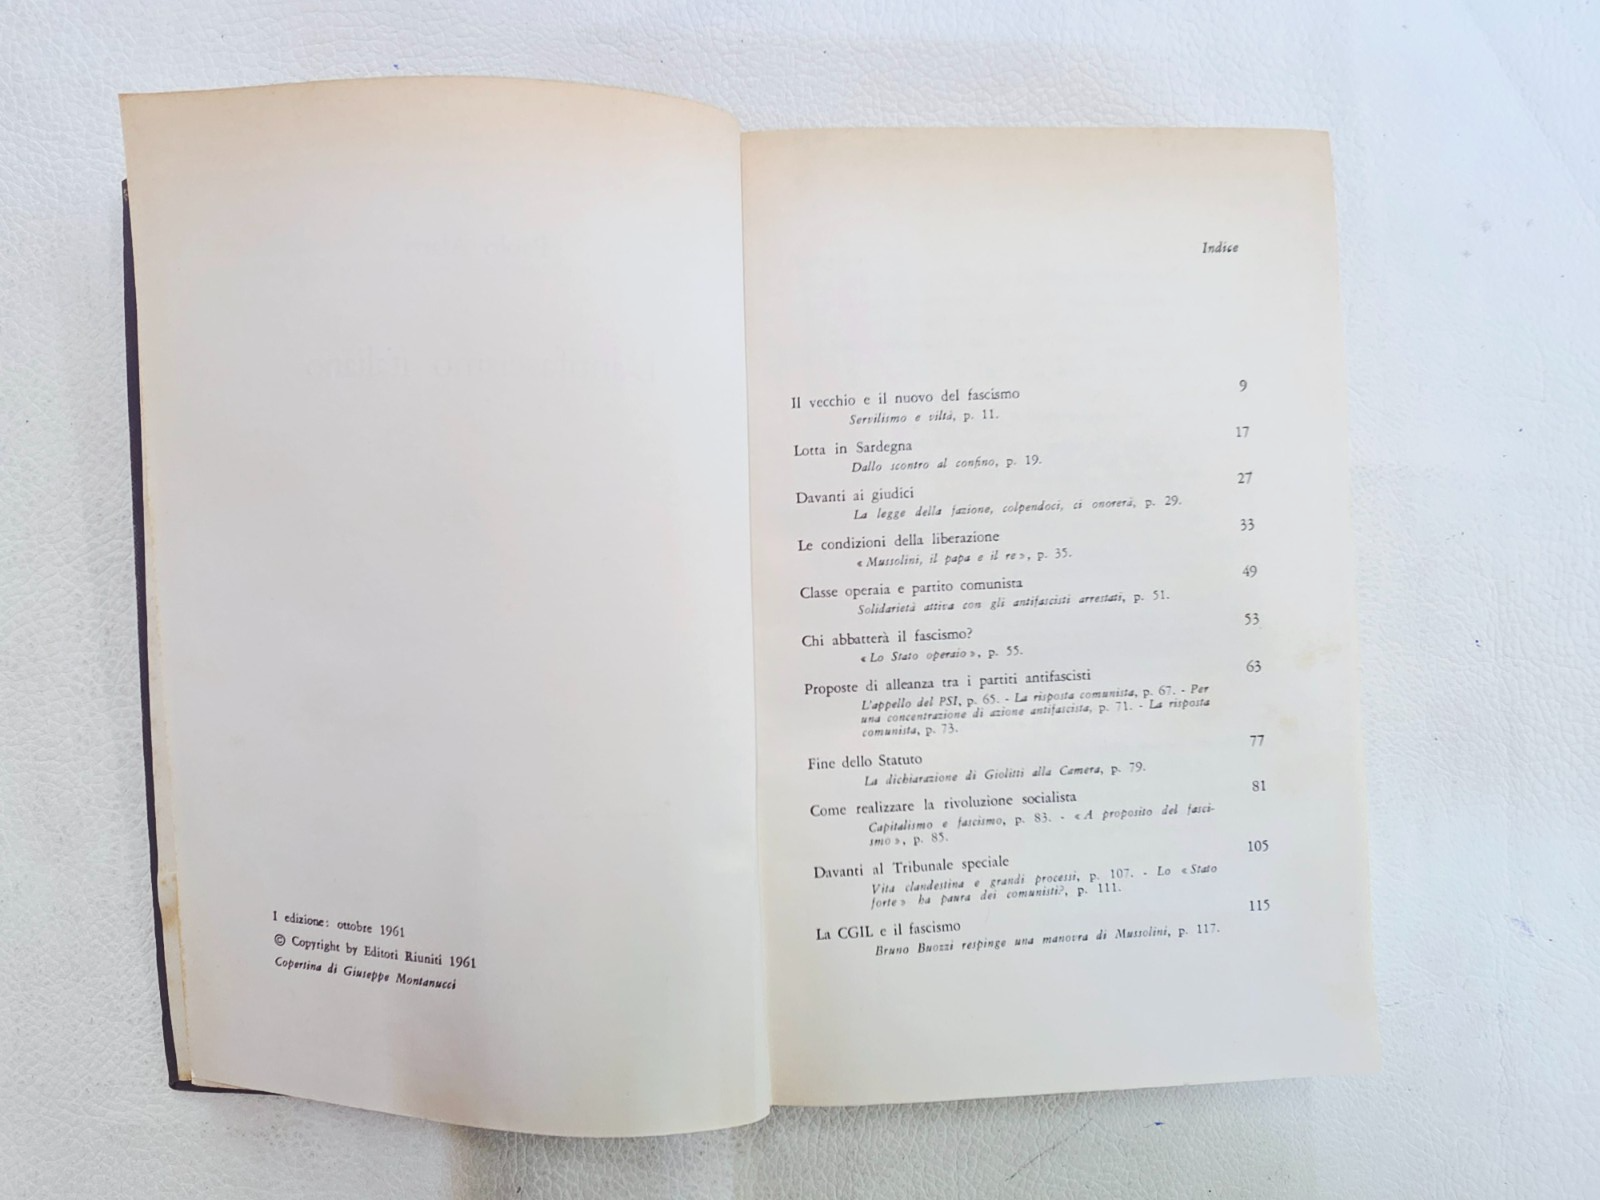 I edizione: ottobre 1961
© Copyright by Editori Riuniti 1961
Copertina di Giuseppe Montanucci
Indice
Il vecchio e il nuovo del fascismo 9
Servilismo e viltà, p. 11.
Lotta in Sardegna 17
Dallo scontro al confino, p. 19.
Davanti ai giudici 27
La legge della fazione, colpendoci, ci onorerà, p. 29.
Le condizioni della liberazione 33
« Mussolini, il papa e il re », p. 35.
Classe operaia e partito comunista 49
Solidarietà attiva con gli antifascisti arrestati, p. 51.
Chi abbatterà il fascismo? 53
« Lo Stato operaio », p. 55.
Proposte di alleanza tra i partiti antifascisti 63
L'appello del PSI, p. 65. - La risposta comunista, p. 67. - Per
una concentrazione di azione antifascista, p. 71. - La risposta
comunista, p. 73.
Fine dello Statuto 77
La dichiarazione di Giolitti alla Camera, p. 79.
Come realizzare la rivoluzione socialista 81
Capitalismo e fascismo, p. 83. - « A proposito del fasci-
smo », p. 85.
Davanti al Tribunale speciale 105
Vita clandestina e grandi processi, p. 107. - Lo « Stato
forte » ha paura dei comunisti?, p. 111.
La CGIL e il fascismo 115
Bruno Buozzi respinge una manovra di Mussolini, p. 117.